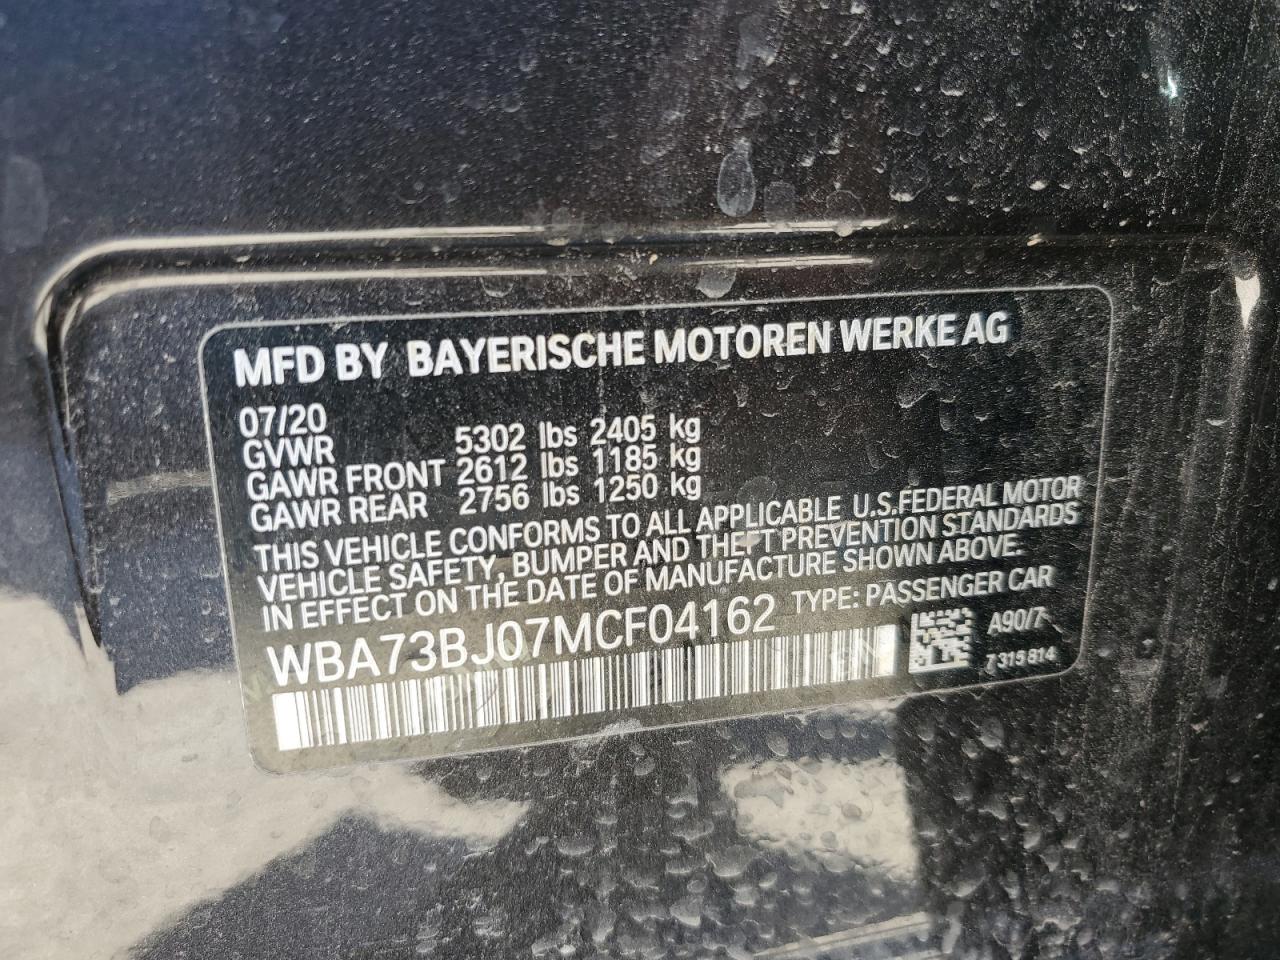 MFD BY BAYERISCHE MOTOREN WERKE AG
07/20
GVWR 5302 lbs 2405 kg
GAWR FRONT 2612 lbs 1185 kg
GAWR REAR 2756 lbs 1250 kg
THIS VEHICLE CONFORMS TO ALL APPLICABLE U.S.FEDERAL MOTOR
VEHICLE SAFETY, BUMPER AND THEFT PREVENTION STANDARDS
IN EFFECT ON THE DATE OF MANUFACTURE SHOWN ABOVE.
WBA73BJ07MCF04162 TYPE: PASSENGER CAR
A90/7
7 315 814